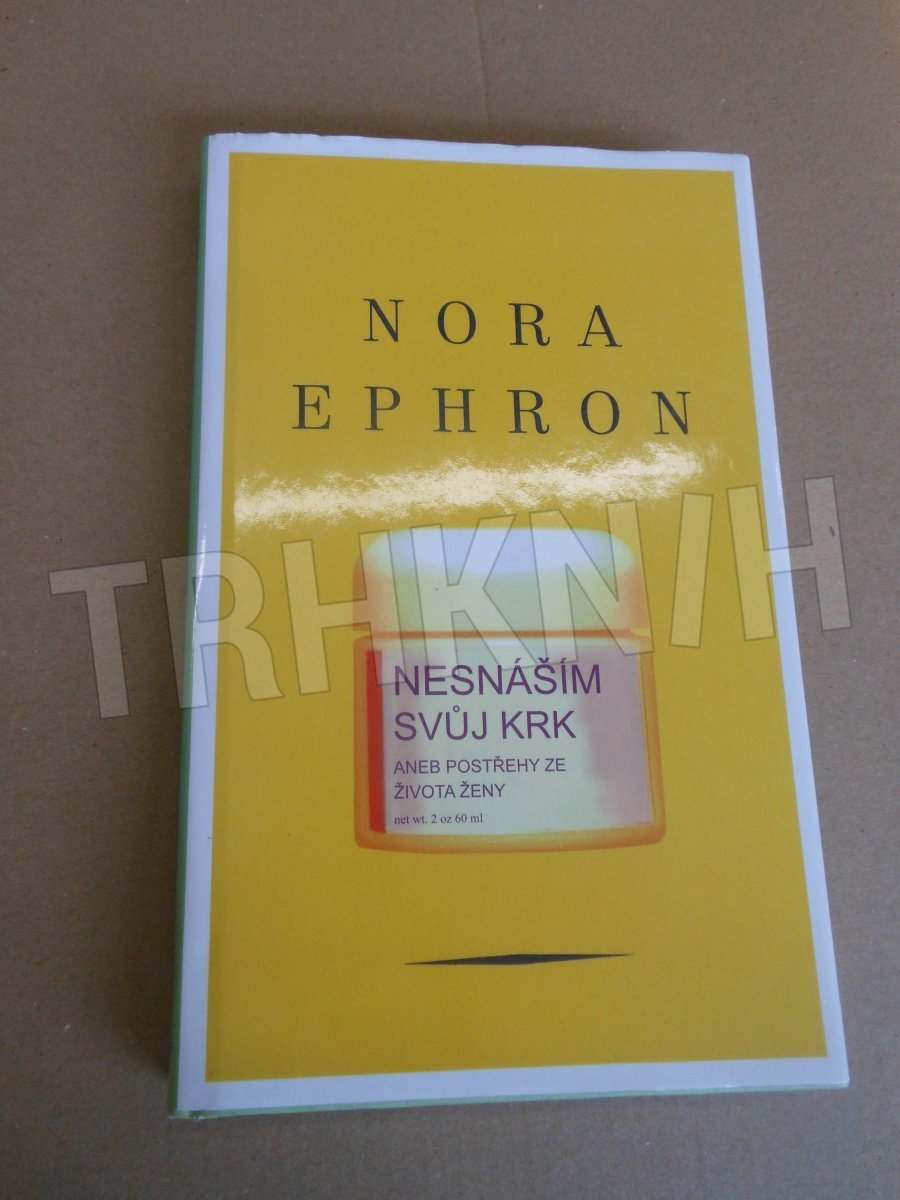 NORA
EPHRON
TRHKNIH
NESNÁŠÍM
SVŮJ KRK
ANEB POSTŘEHY ZE
ŽIVOTA ŽENY
net wt. 2 oz 60 ml